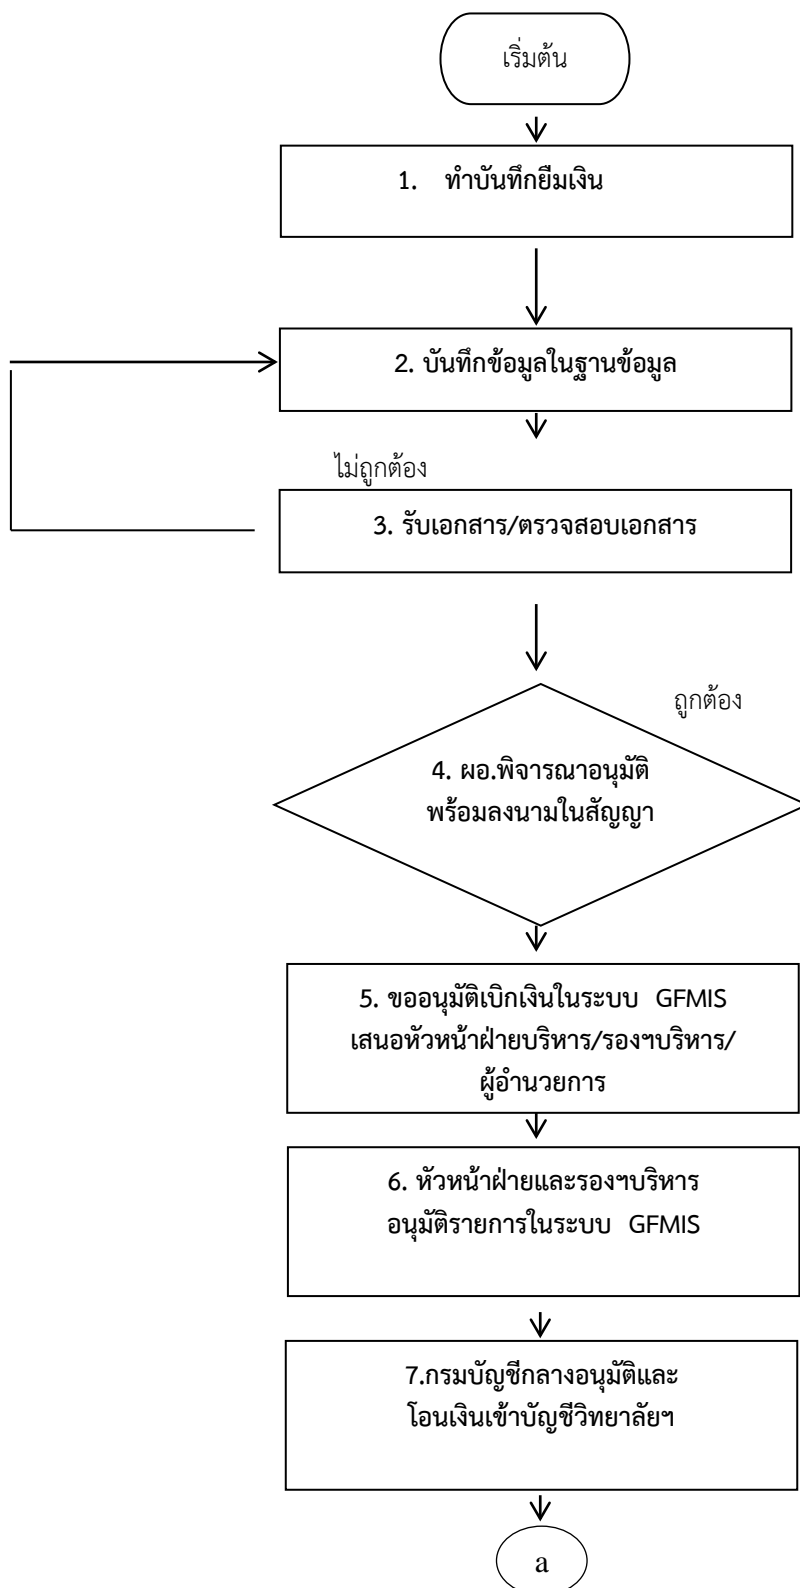 เริ่มต้น
1. ทำบันทึกยืมเงิน
2. บันทึกข้อมูลในฐานข้อมูล
ไม่ถูกต้อง
3. รับเอกสาร/ตรวจสอบเอกสาร
ถูกต้อง
4. ผอ.พิจารณาอนุมัติ
พร้อมลงนามในสัญญา
5. ขออนุมัติเบิกเงินในระบบ GFMIS
เสนอหัวหน้าฝ่ายบริหาร/รองฯบริหาร/
ผู้อำนวยการ
6. หัวหน้าฝ่ายและรองฯบริหาร
อนุมัติรายการในระบบ GFMIS
7.กรมบัญชีกลางอนุมัติและ
โอนเงินเข้าบัญชีวิทยาลัยฯ
a